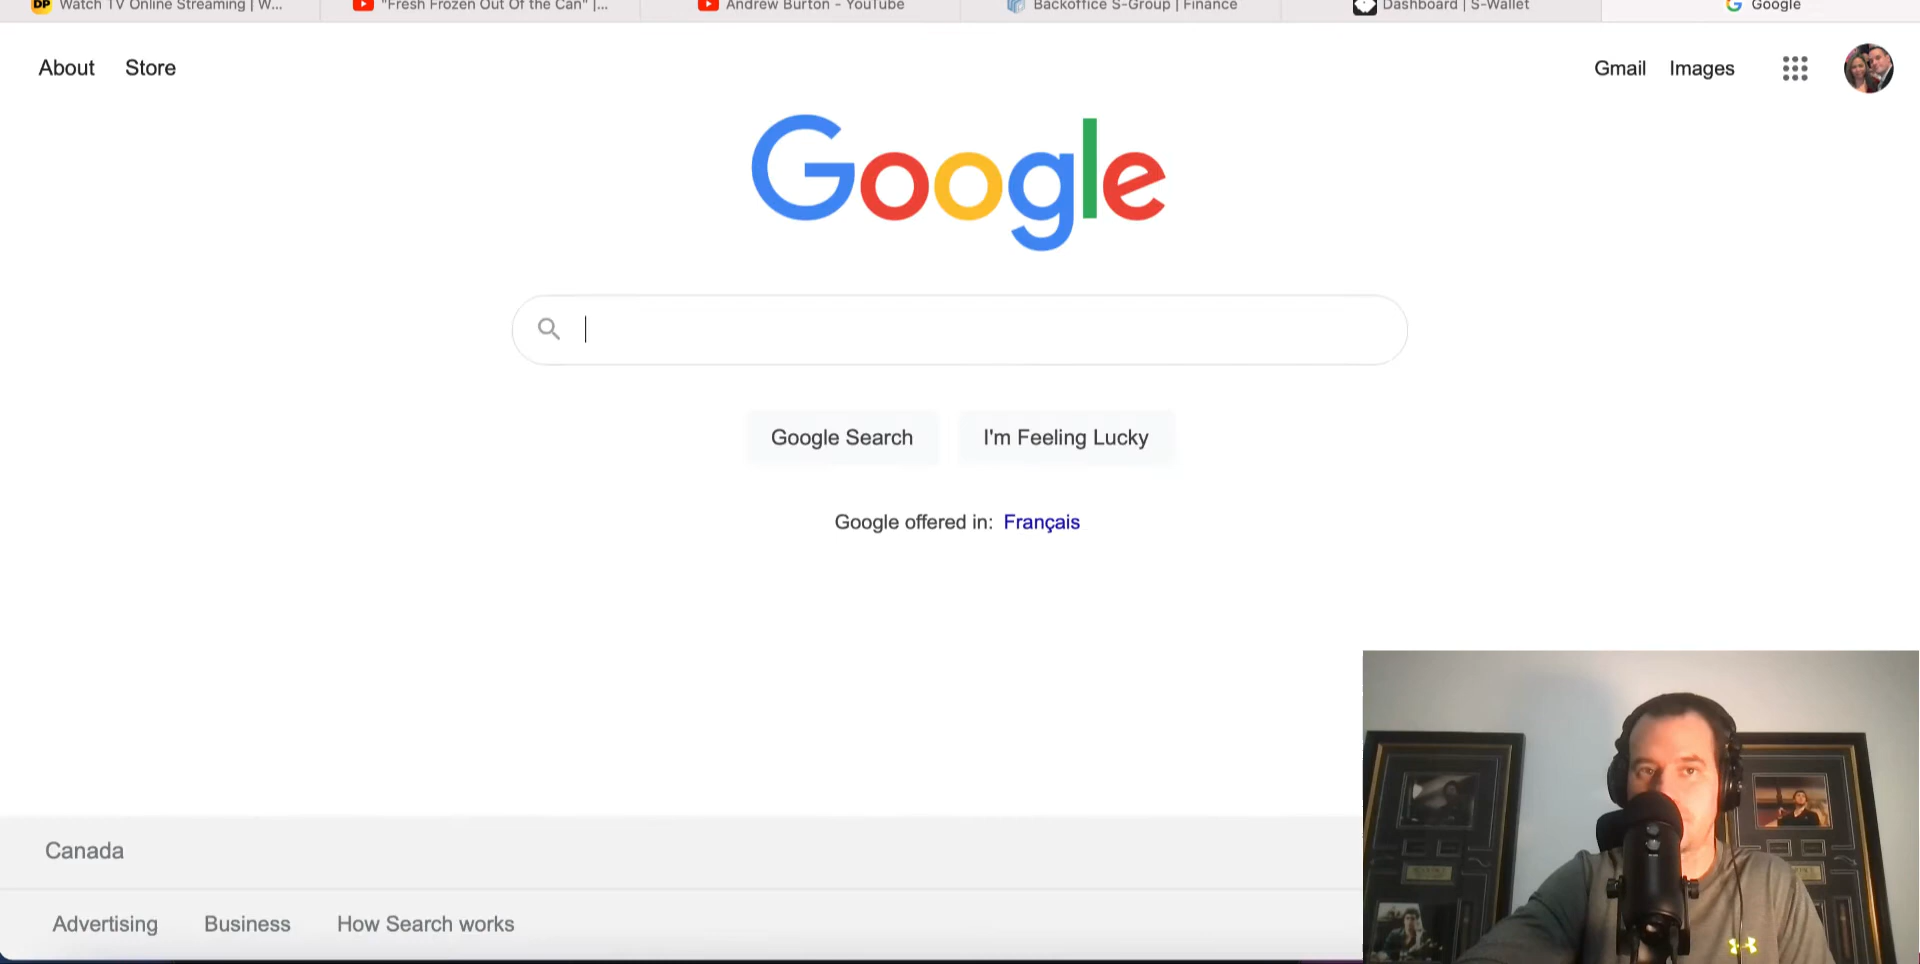 Watch TV Online Streaming | W...
"Fresh Frozen Out Of the Can" |...
Andrew Burton - YouTube
Backoffice S-Group | Finance
Dashboard | S-Wallet
Google
About Store
Gmail Images
Google
Google Search I'm Feeling Lucky
Google offered in: Français
Canada
Advertising Business How Search works